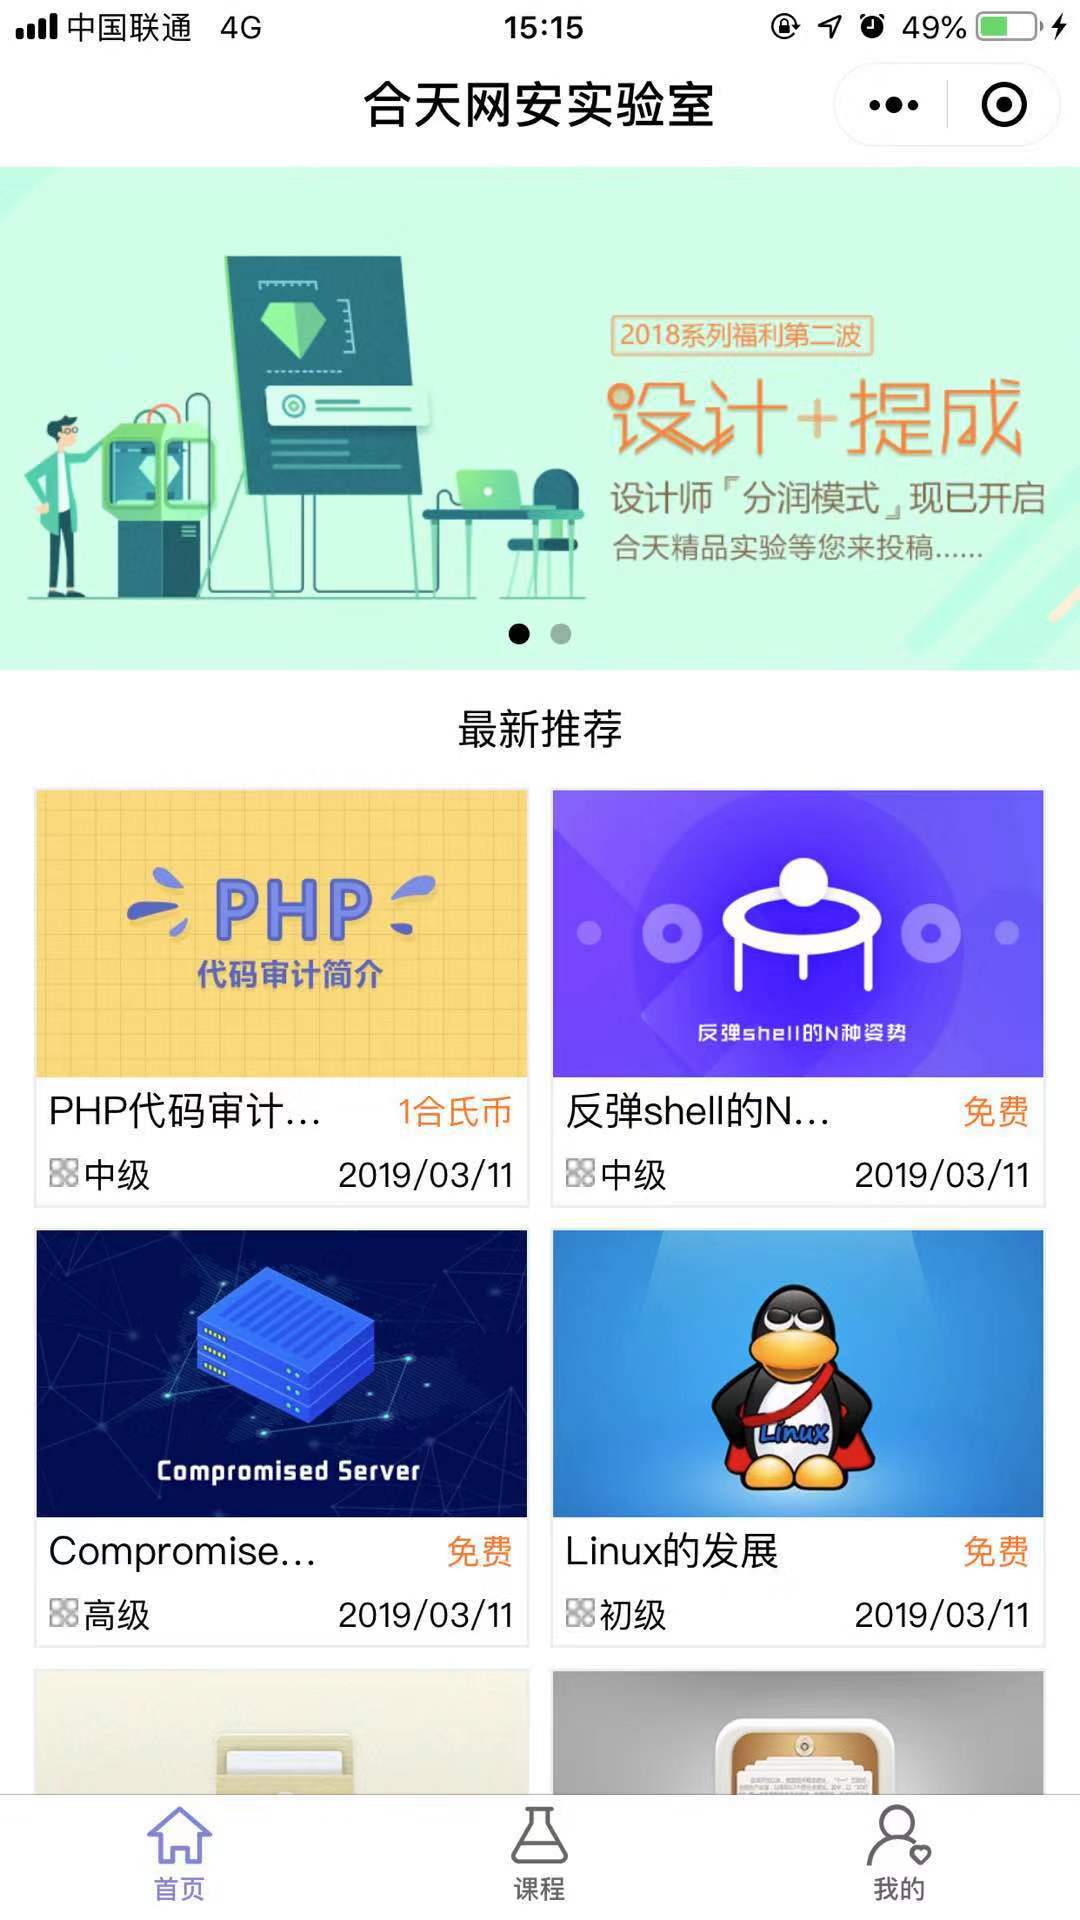 中国联通 4G 15:15 49%
合天网安实验室
2018系列福利第二波
设计+提成
设计师「分润模式」现已开启
合天精品实验等您来投稿……
最新推荐
PHP
代码审计简介
反弹shell的N种姿势
PHP代码审计... 1合氏币
中级 2019/03/11
反弹shell的N... 免费
中级 2019/03/11
Compromised Server
Linux
Compromise... 免费
高级 2019/03/11
Linux的发展 免费
初级 2019/03/11
首页 课程 我的